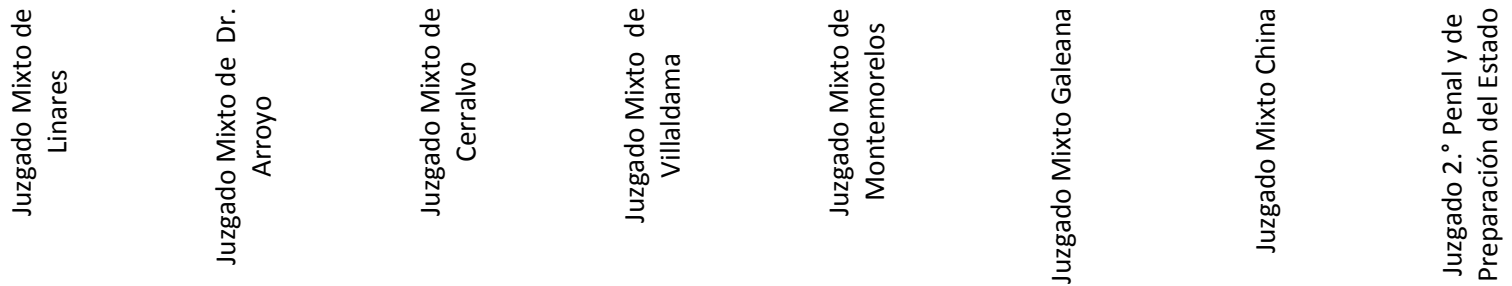 Juzgado Mixto de
Linares
Juzgado Mixto de Dr.
Arroyo
Juzgado Mixto de
Cerralvo
Juzgado Mixto de
Villaldama
Juzgado Mixto de
Montemorelos
Juzgado Mixto Galeana
Juzgado Mixto China
Juzgado 2.° Penal y de
Preparación del Estado